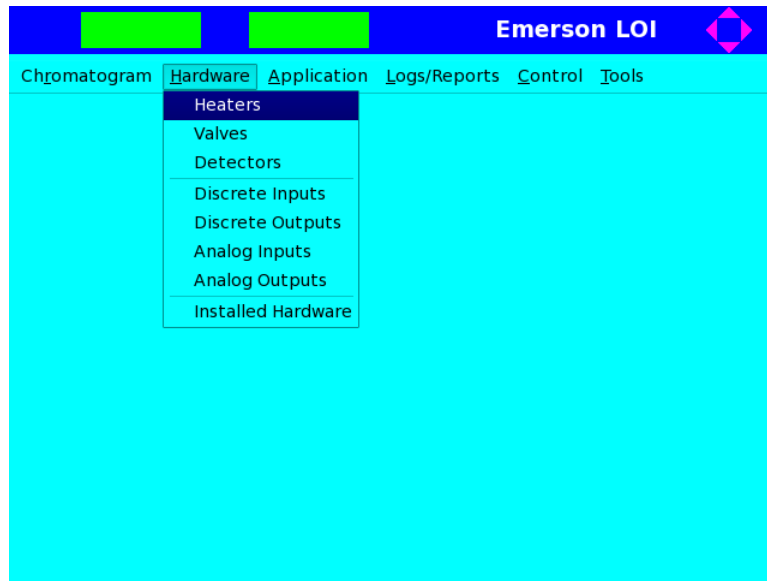 Emerson LOI
Chromatogram Hardware Application Logs/Reports Control Tools
Heaters
Valves
Detectors
Discrete Inputs
Discrete Outputs
Analog Inputs
Analog Outputs
Installed Hardware